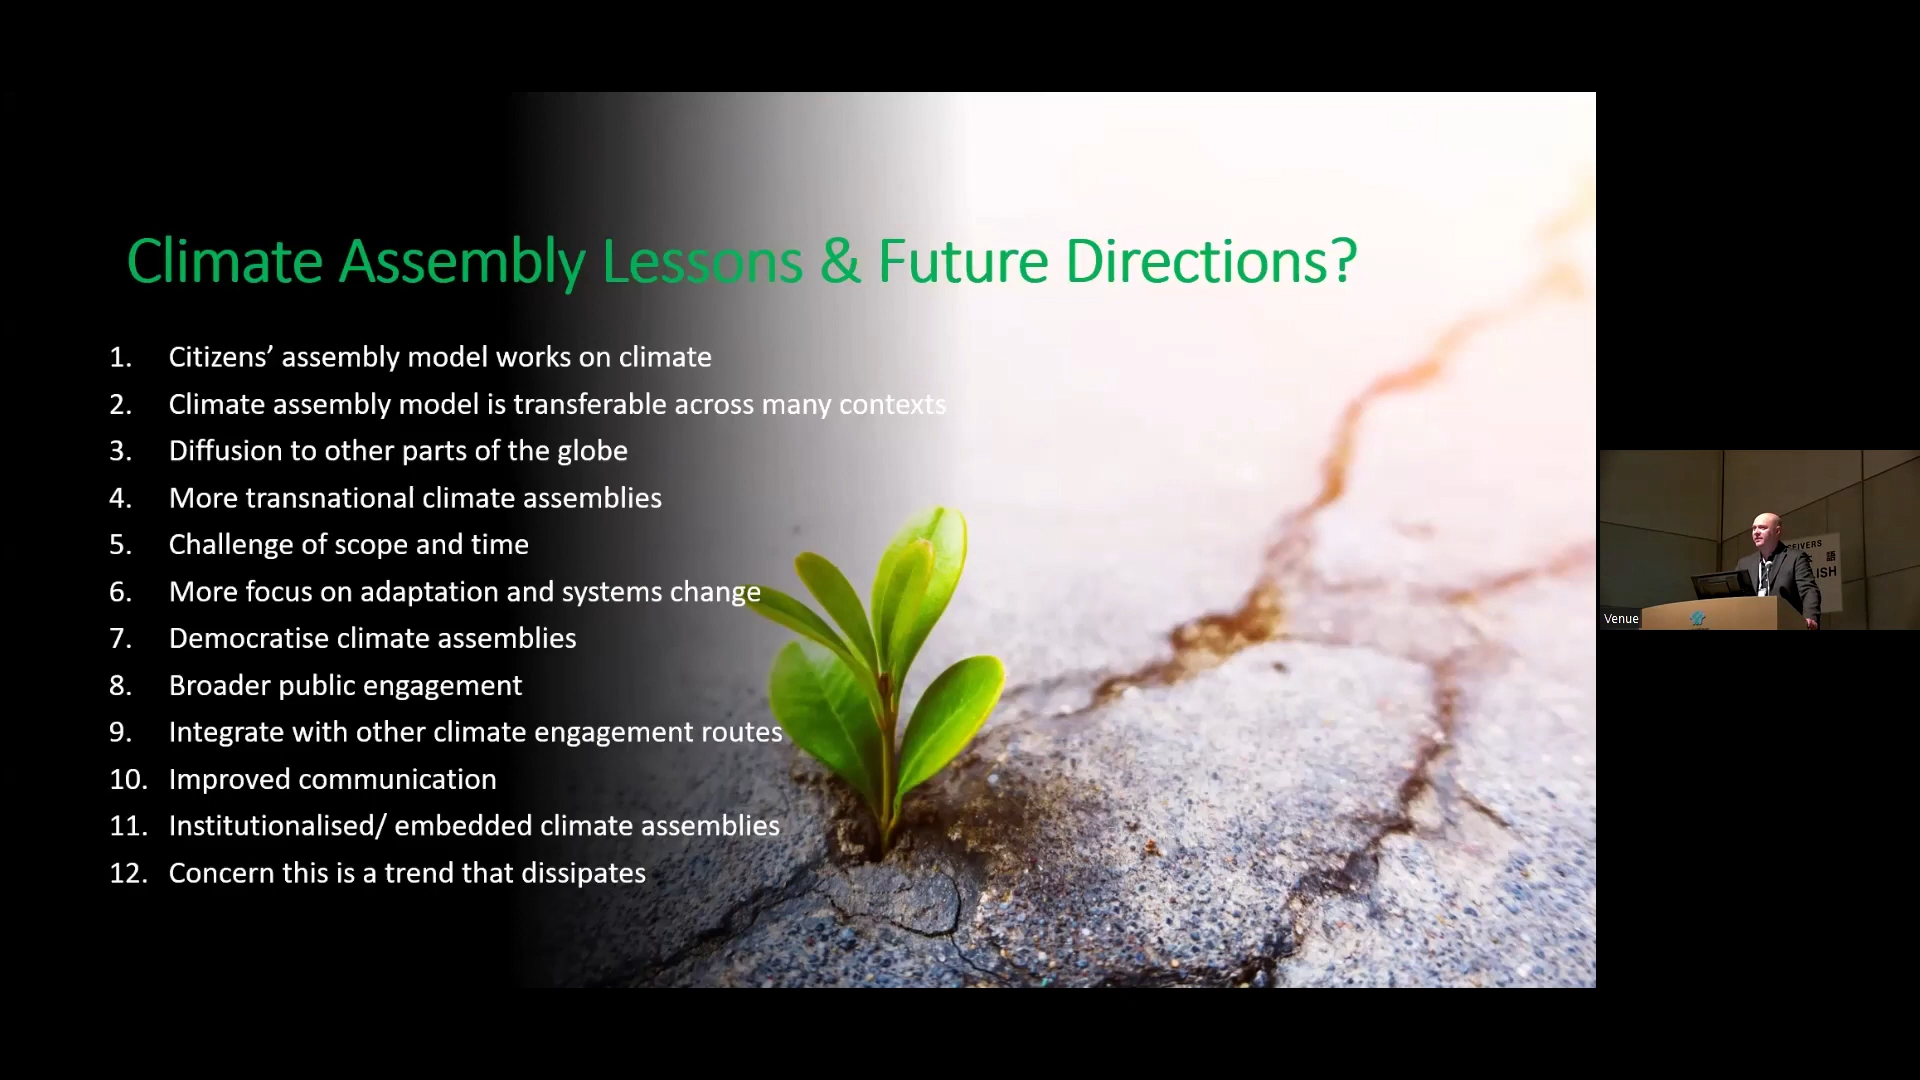 Climate Assembly Lessons & Future Directions?
1. Citizens’ assembly model works on climate
2. Climate assembly model is transferable across many contexts
3. Diffusion to other parts of the globe
4. More transnational climate assemblies
5. Challenge of scope and time
6. More focus on adaptation and systems change
7. Democratise climate assemblies
8. Broader public engagement
9. Integrate with other climate engagement routes
10. Improved communication
11. Institutionalised/ embedded climate assemblies
12. Concern this is a trend that dissipates
語
Venue